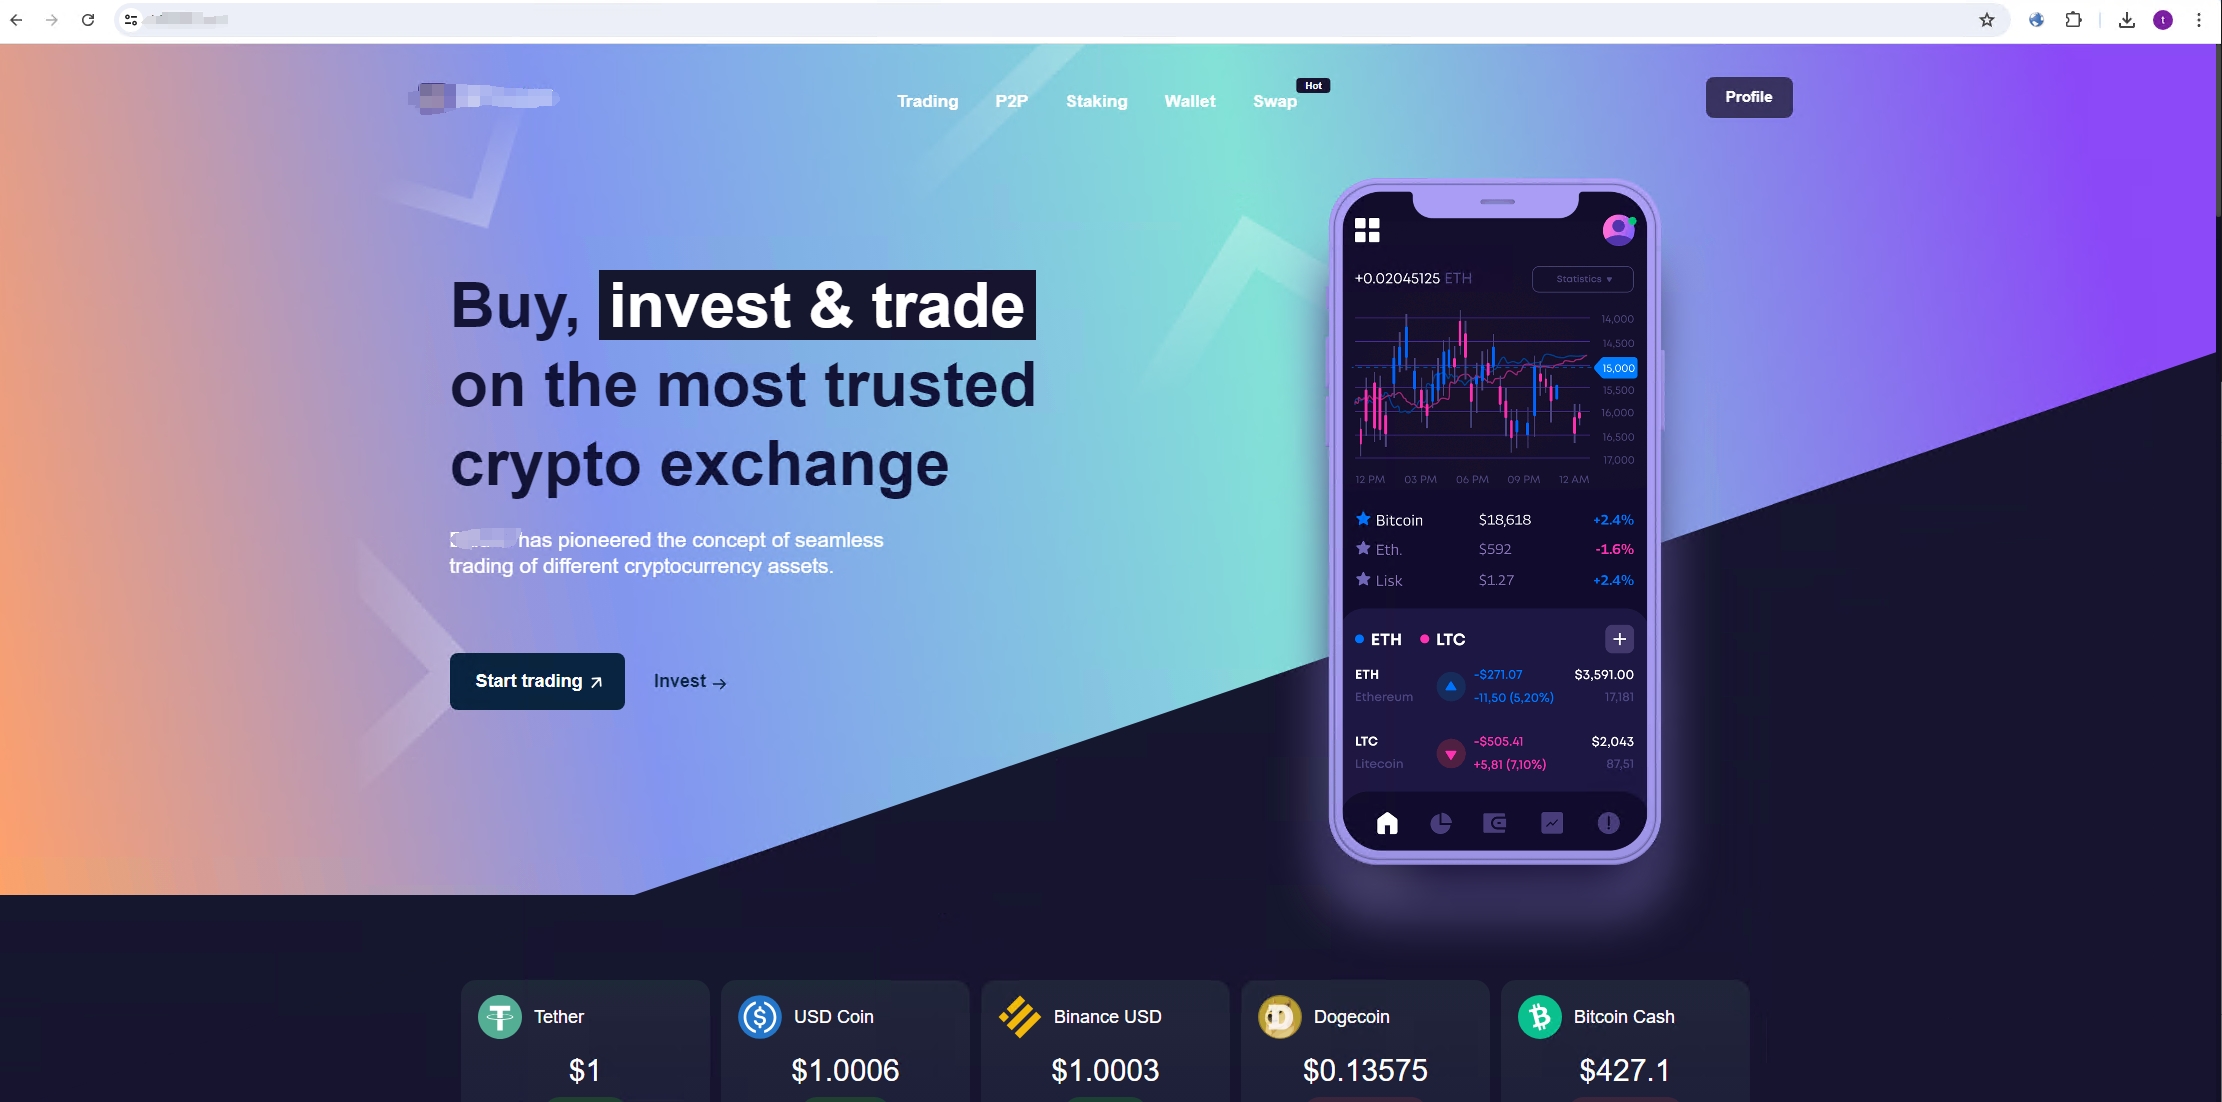 t
Trading P2P Staking Wallet Swap Hot
Profile
Buy, invest & trade
on the most trusted
crypto exchange
has pioneered the concept of seamless
trading of different cryptocurrency assets.
Start trading
Invest
+0.02045125 ETH
Statistics
14,000
14,500
15,000
15,500
16,000
16,500
17,000
12 PM 03 PM 06 PM 09 PM 12 AM
Bitcoin $18,618 +2.4%
Eth. $592 -1.6%
Lisk $1.27 +2.4%
ETH LTC
ETH -$271.07 $3,591.00
Ethereum -11,50 (5,20%) 17,181
LTC -$505.41 $2,043
Litecoin +5,81 (7,10%) 87,51
Tether
$1
USD Coin
$1.0006
Binance USD
$1.0003
Dogecoin
$0.13575
Bitcoin Cash
$427.1